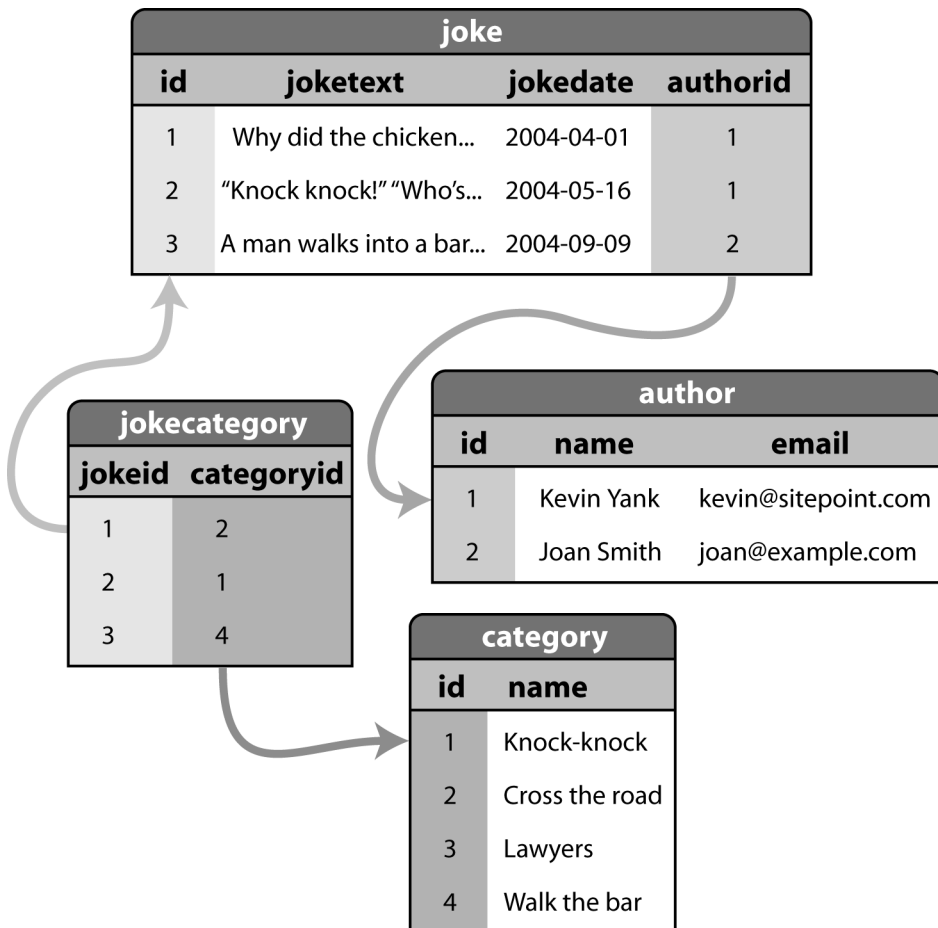 joke
id joketext jokedate authorid
1 Why did the chicken... 2004-04-01 1
2 “Knock knock!” “Who’s... 2004-05-16 1
3 A man walks into a bar... 2004-09-09 2
jokecategory
jokeid categoryid
1 2
2 1
3 4
author
id name email
1 Kevin Yank kevin@sitepoint.com
2 Joan Smith joan@example.com
category
id name
1 Knock-knock
2 Cross the road
3 Lawyers
4 Walk the bar